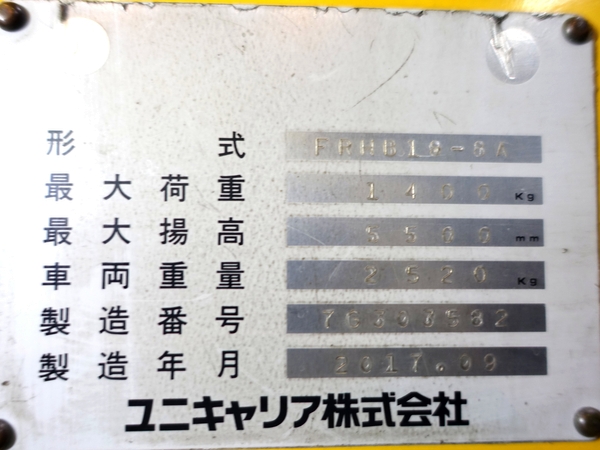 形式
最大荷重 1400 Kg
最大揚高 mm
車両重量 2520 Kg
製造番号
製造年月 2017.09
ユニキャリア株式会社